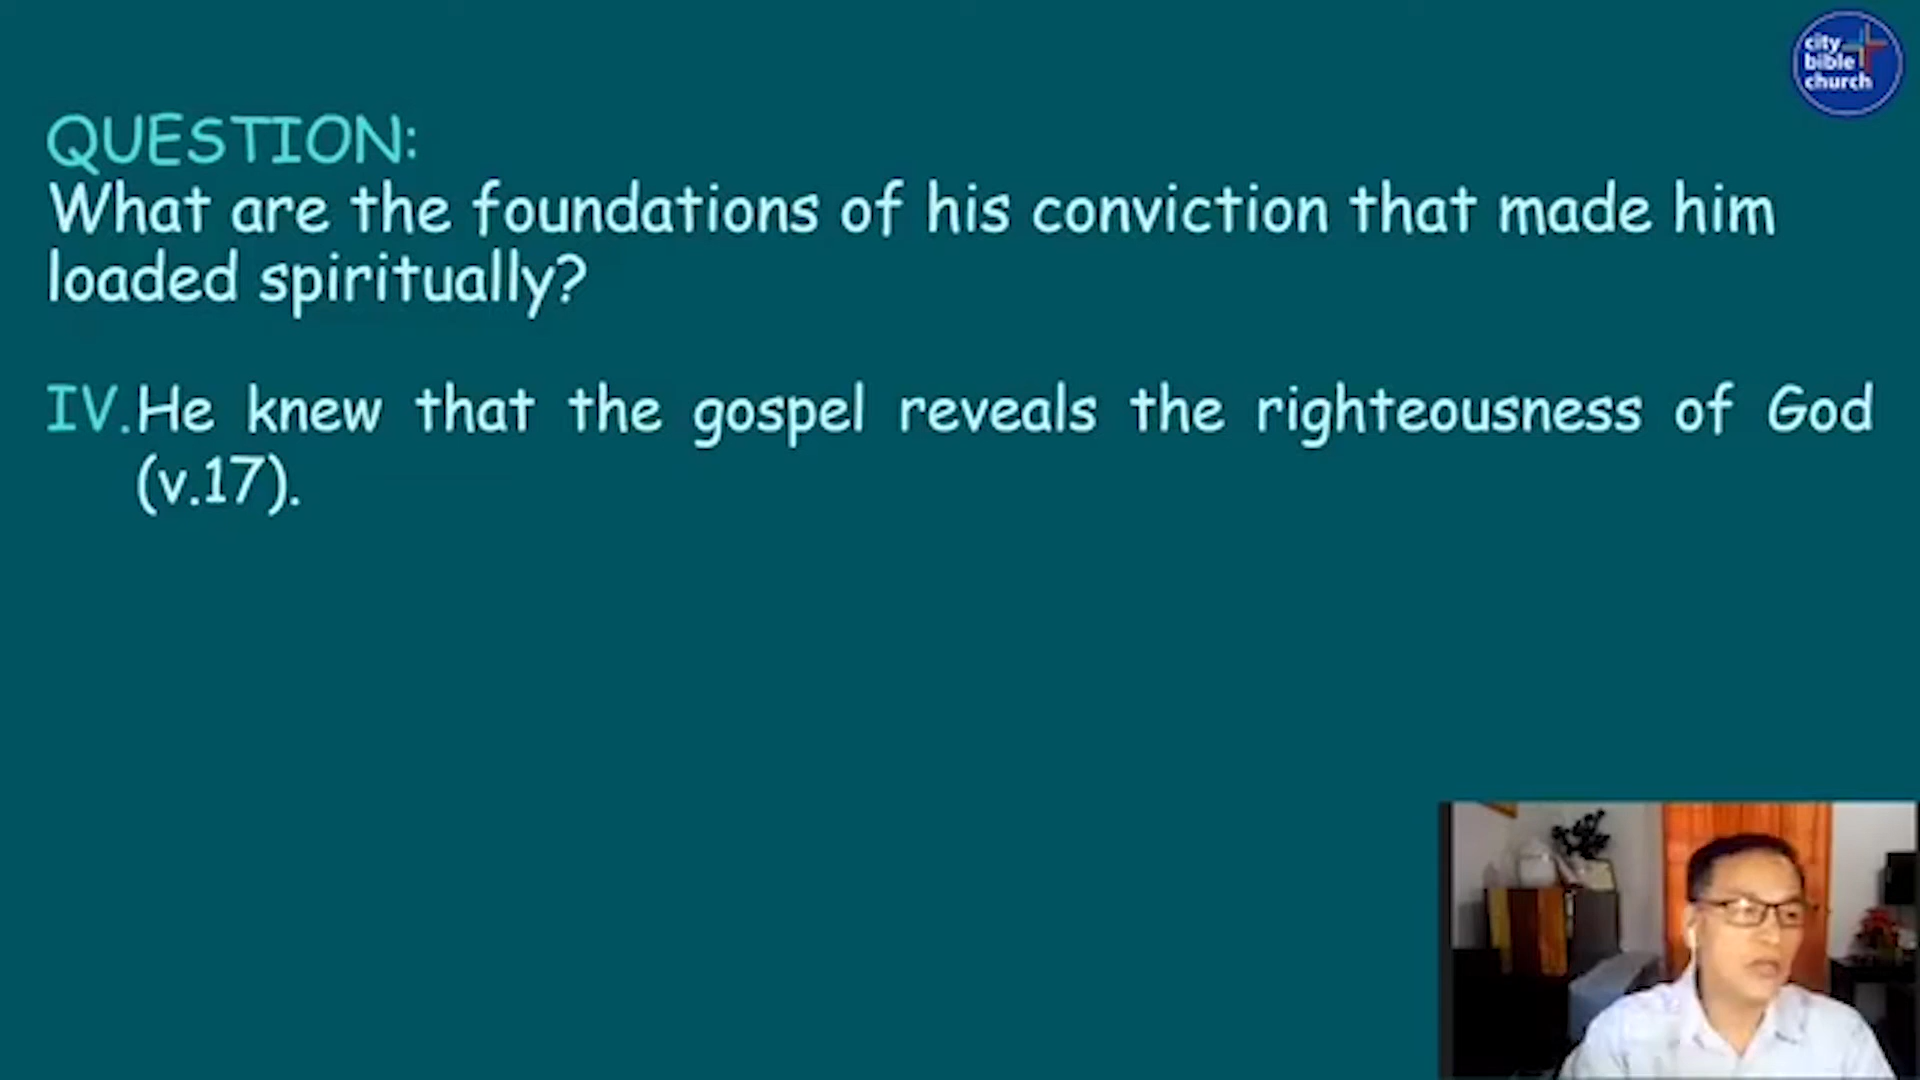 city
bible
church
QUESTION:
What are the foundations of his conviction that made him
loaded spiritually?
IV. He knew that the gospel reveals the righteousness of God
(v.17).